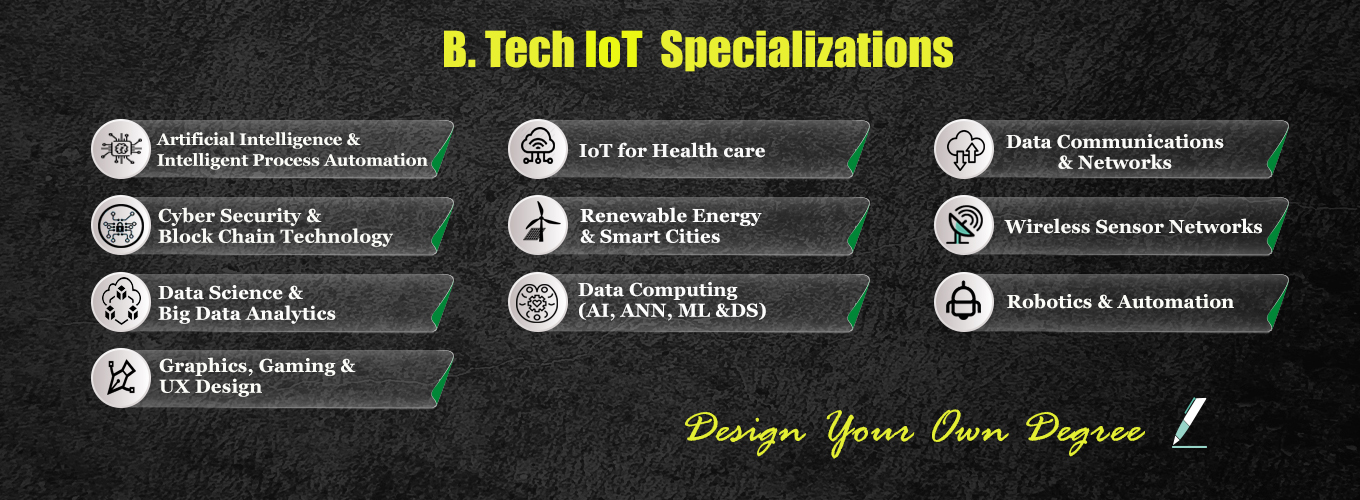 B. Tech IoT Specializations
Artificial Intelligence &
Intelligent Process Automation
Cyber Security &
Block Chain Technology
Data Science &
Big Data Analytics
Graphics, Gaming &
UX Design
IoT for Health care
Renewable Energy
& Smart Cities
Data Computing
(AI, ANN, ML &DS)
Data Communications
& Networks
Wireless Sensor Networks
Robotics & Automation
Design Your Own Degree